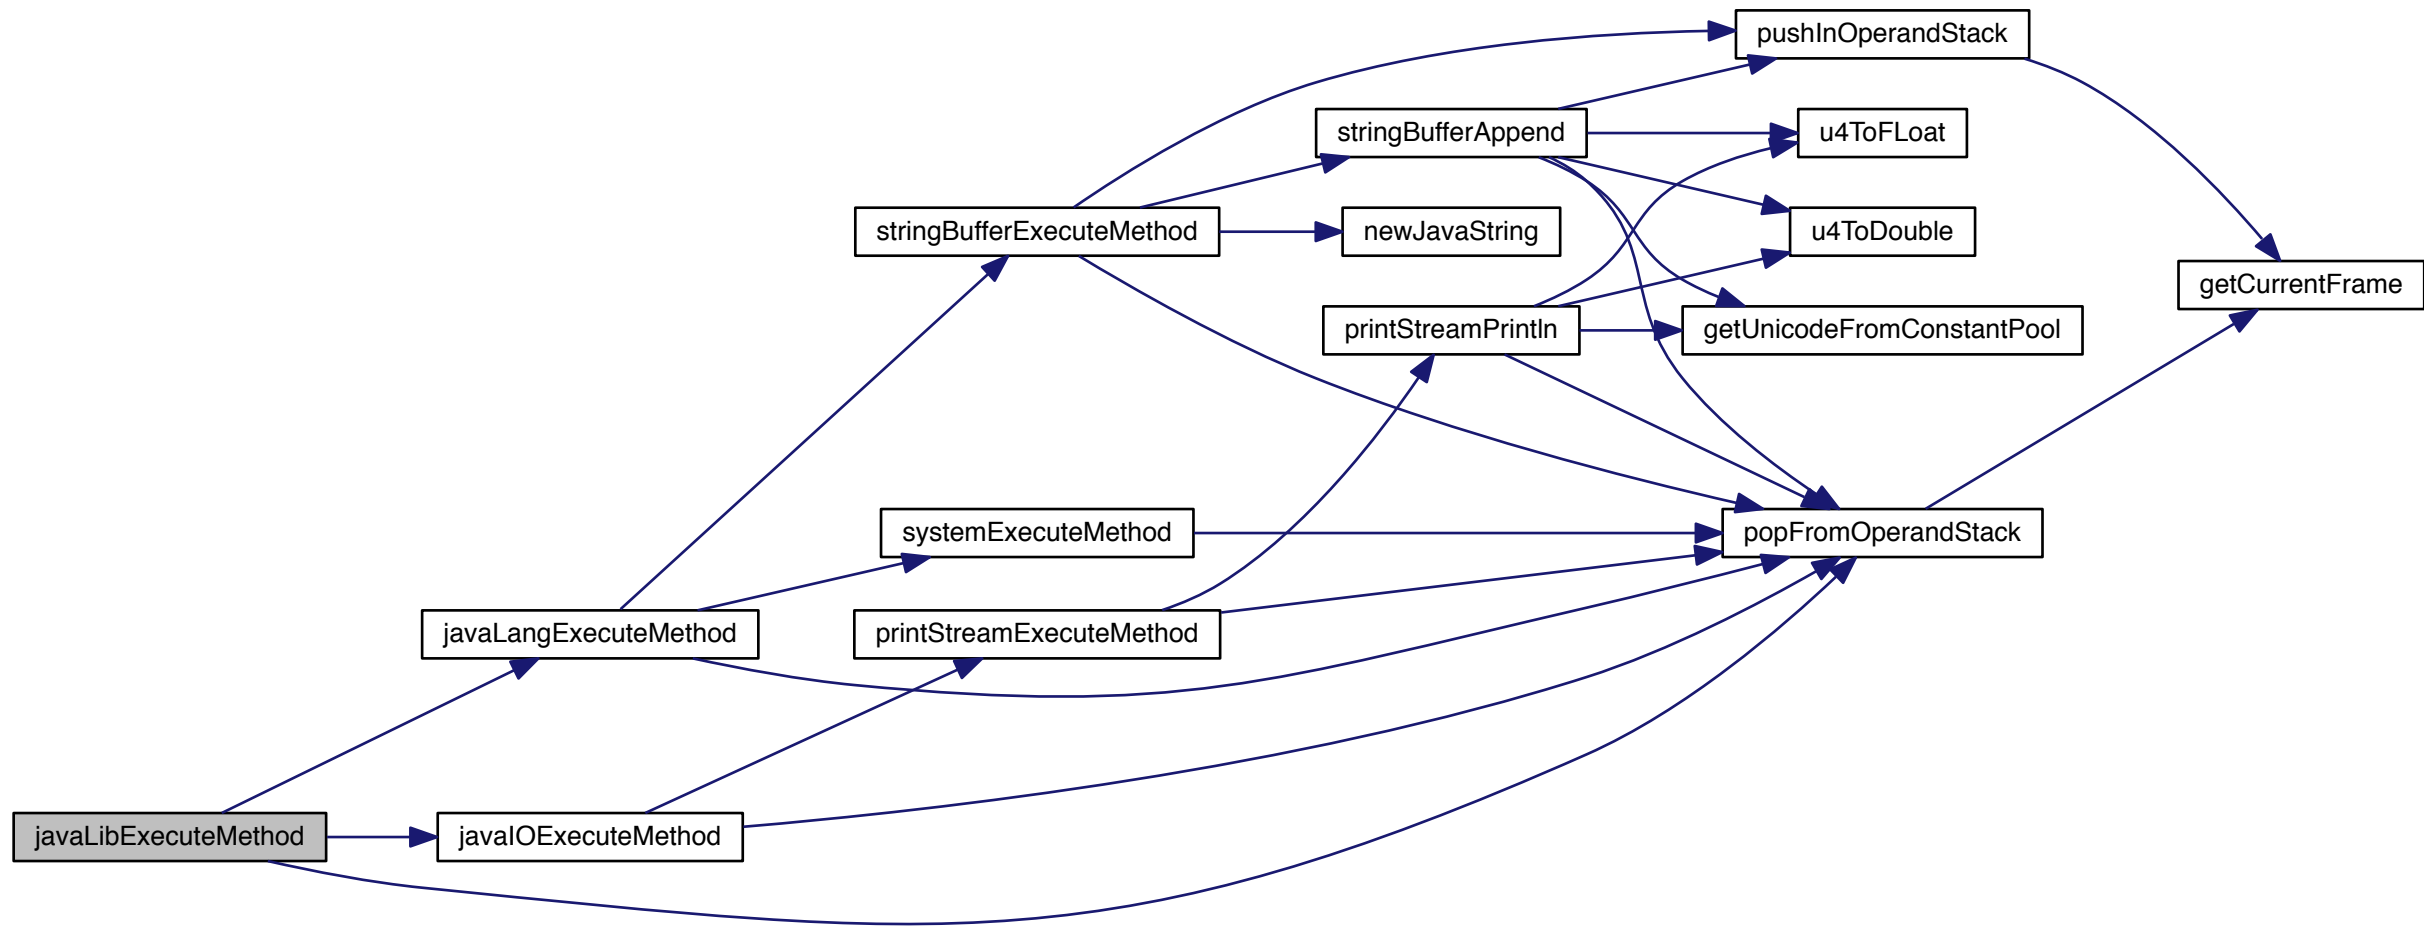 pushInOperandStack
stringBufferAppend
u4ToFLoat
stringBufferExecuteMethod
newJavaString
u4ToDouble
getCurrentFrame
printStreamPrintln
getUnicodeFromConstantPool
systemExecuteMethod
popFromOperandStack
javaLangExecuteMethod
printStreamExecuteMethod
javaLibExecuteMethod
javaIOExecuteMethod